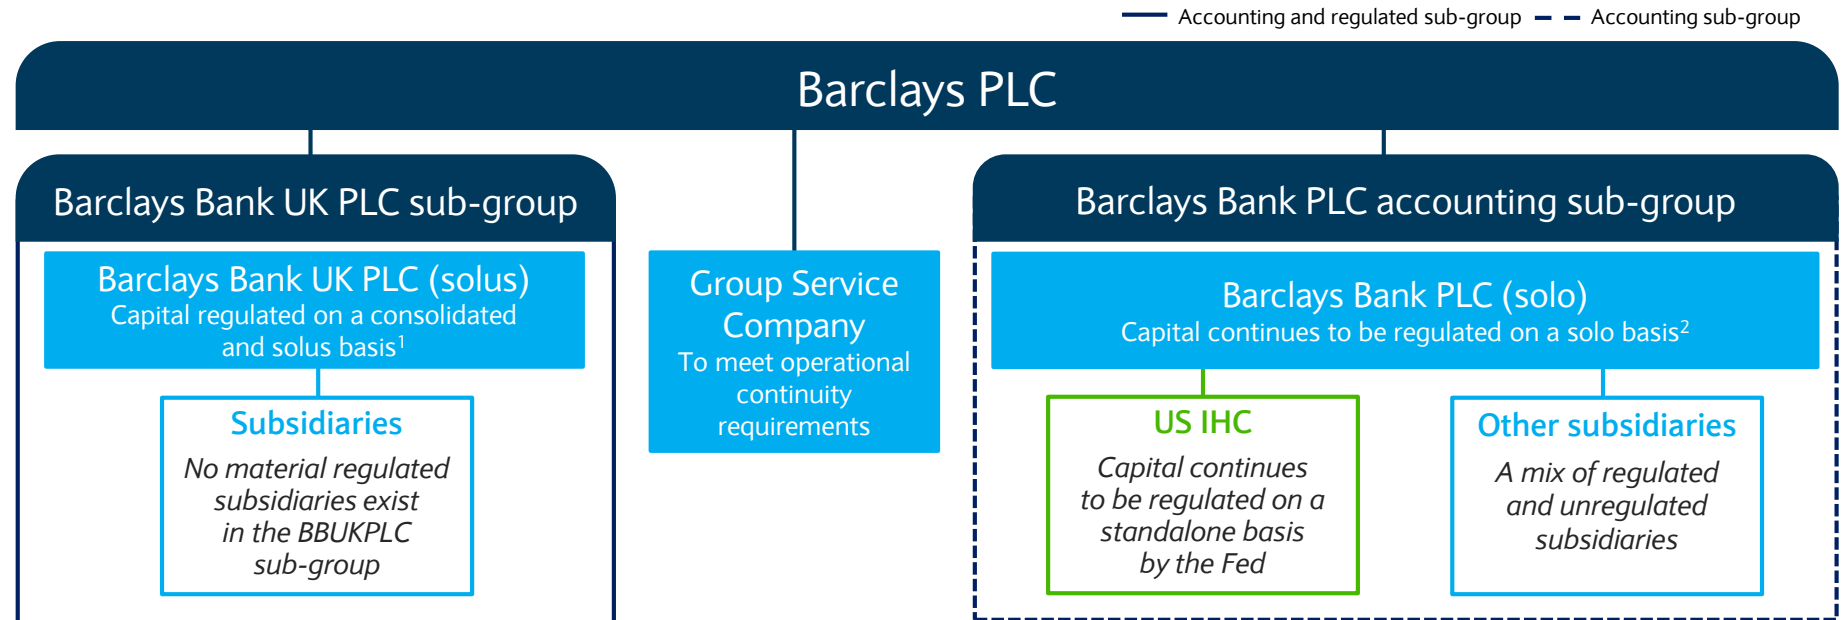 Accounting and regulated sub-group
Accounting sub-group
Barclays PLC
Barclays Bank UK PLC sub-group
Barclays Bank UK PLC (solus)
Capital regulated on a consolidated
and solus basis¹
Subsidiaries
No material regulated
subsidiaries exist
in the BBUKPLC
sub-group
Group Service
Company
To meet operational
continuity
requirements
Barclays Bank PLC accounting sub-group
Barclays Bank PLC (solo)
Capital continues to be regulated on a solo basis²
US IHC
Capital continues
to be regulated on a
standalone basis
by the Fed
Other subsidiaries
A mix of regulated
and unregulated
subsidiaries